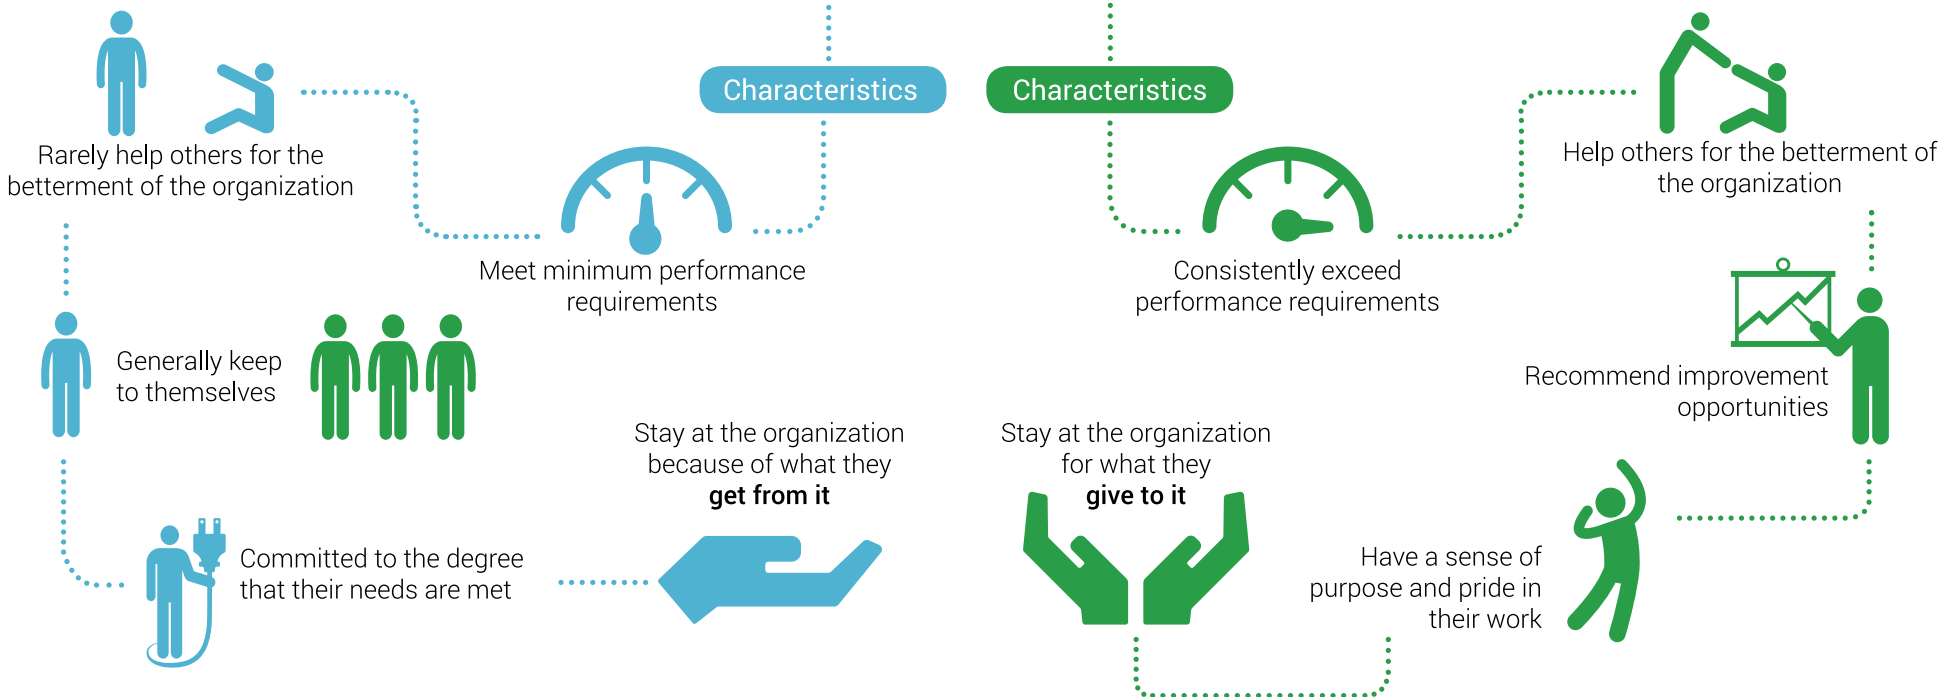 Characteristics
Meet minimum performance
requirements
Rarely help others for the
betterment of the organization
Generally keep
to themselves
Committed to the degree
that their needs are met
Stay at the organization
because of what they
get from it
Characteristics
Consistently exceed
performance requirements
Help others for the betterment of
the organization
Recommend improvement
opportunities
Have a sense of
purpose and pride in
their work
Stay at the organization
for what they
give to it